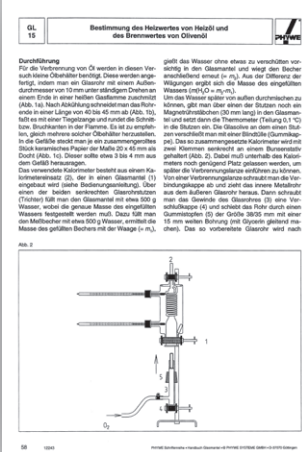 GL
15
Bestimmung des Heizwertes von Heizöl und
des Brennwertes von Olivenöl
PHYWE
Durchführung
Für die Verbrennung von Öl werden in diesen Ver-
such kleine Ölbehälter benötigt. Diese werden ange-
fertigt, indem man ein Glasrohr mit einem Außen-
durchmesser von 10 mm unter ständigem Drehen an
einem Ende in einer heißen Gasflamme zuschmilzt
(Abb. 1a). Nach Abkühlung schneidet man das Rohr-
ende in einer Länge von 40 bis 45 mm ab (Abb. 1b),
faßt es mit einer Tiegelzange und rundet die Schnitt-
bzw. Bruchkanten in der Flamme. Es ist zu empfeh-
len, gleich mehrere solcher Ölbehälter herzustellen.
In die Gefäße steckt man je ein zusammengerolltes
Stück keramisches Papier der Maße 20 x 45 mm als
Docht (Abb. 1c). Dieser sollte etwa 3 bis 4 mm aus
dem Gefäß herausragen.
Das verwendete Kalorimeter besteht aus einem Ka-
lorimetereinsatz (2), der in einen Glasmantel (1)
eingebaut wird (siehe Bedienungsanleitung). Über
einen der beiden senkrechten Glasrohrstutzen
(Trichter) füllt man den Glasmantel mit etwa 500 g
Wasser, wobei die genaue Masse des eingefüllten
Wassers festgestellt werden muß. Dazu füllt man
den Meßbecher mit etwa 500 g Wasser, ermittelt die
Masse des gefüllten Bechers mit der Waage (= m₁),
gießt das Wasser ohne etwas zu verschütten vor-
sichtig in den Glasmantel und wiegt den Becher
anschließend erneut (= m₂). Aus der Differenz der
Wägungen ergibt sich die Masse des eingefüllten
Wassers (m(H₂O) = m₂-m₁).
Um das Wasser später von außen durchmischen zu
können, gibt man über einen der Stutzen noch ein
Magnetrührstäbchen (30 mm lang) in den Glasman-
tel und setzt dann die Thermometer (Teilung 0,1 °C)
in die Stutzen ein. Die Glasolive an dem einen Stut-
zen verschließt man mit einer Blindtülle (Gummikap-
pe). Das so zusammengesetzte Kalorimeter wird mit
zwei Klemmen senkrecht an einem Bunsenstativ
gehaltert (Abb. 2). Dabei muß unterhalb des Kalori-
meters noch genügend Platz gelassen werden, um
später die Verbrennungslanze einführen zu können.
Von einer Verbrennungslanze schraubt man die Ver-
bindungskappe ab und zieht das innere Metallrohr
aus dem äußeren Glasrohr heraus. Dann schraubt
man das Gewinde des Glasrohres (3) eine Ver-
schlußkappe (4) und schiebt das Rohr durch einen
Gummistopfen (5) der Größe 38/35 mm mit einer
15 mm weiten Bohrung (mit Glycerin gleitend ma-
chen). Das so vorbereitete Glasrohr wird nach
Abb. 2
2
1
5
4
O₂
58